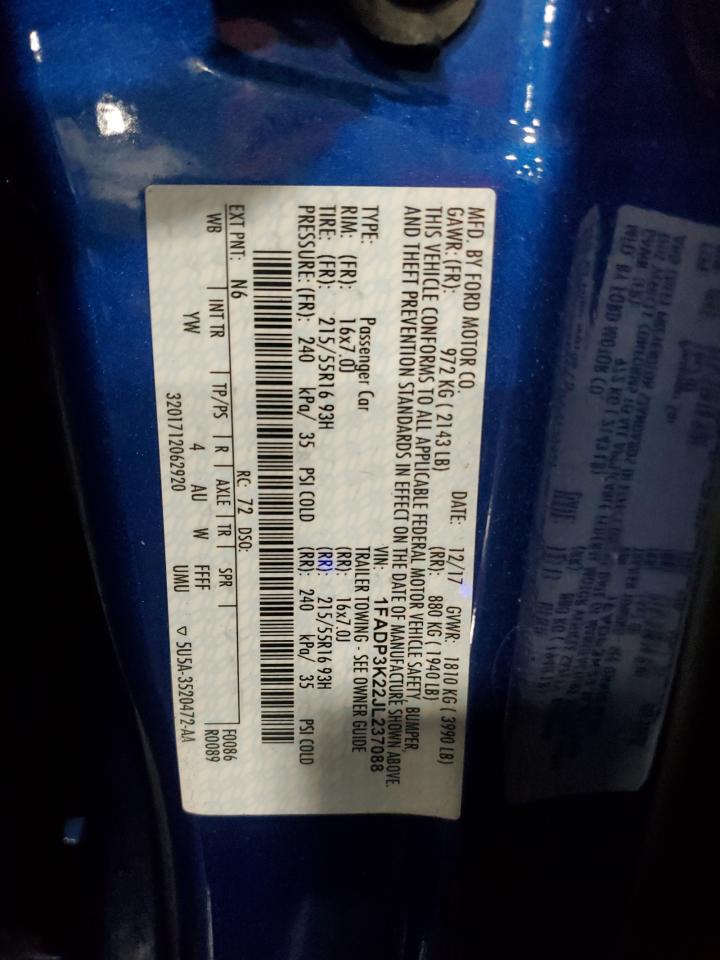 MFD. BY FORD MOTOR CO.
DATE: 12/17 GVWR: 1810 KG ( 3990 LB)
GAWR: (FR): 972 KG ( 2143 LB) (RR): 880 KG ( 1940 LB)
THIS VEHICLE CONFORMS TO ALL APPLICABLE FEDERAL MOTOR VEHICLE SAFETY, BUMPER,
AND THEFT PREVENTION STANDARDS IN EFFECT ON THE DATE OF MANUFACTURE SHOWN ABOVE.
VIN: 1FADP3K22JL237088
TYPE: Passenger Car TRAILER TOWING - SEE OWNER GUIDE
RIM: (FR): 16x7.0J (RR): 16x7.0J
TIRE: (FR): 215/55R16 93H (RR): 215/55R16 93H
PRESSURE: (FR): 240 kPa/ 35 PSI COLD (RR): 240 kPa/ 35 PSI COLD
EXT PNT: N6 RC: 72 DSO: F0086
WB INT TR TP/PS R AXLE TR SPR R0089
YW 4 AU W FFFF UMU
3201712062920 ▽ 5U5A-3520472-AA